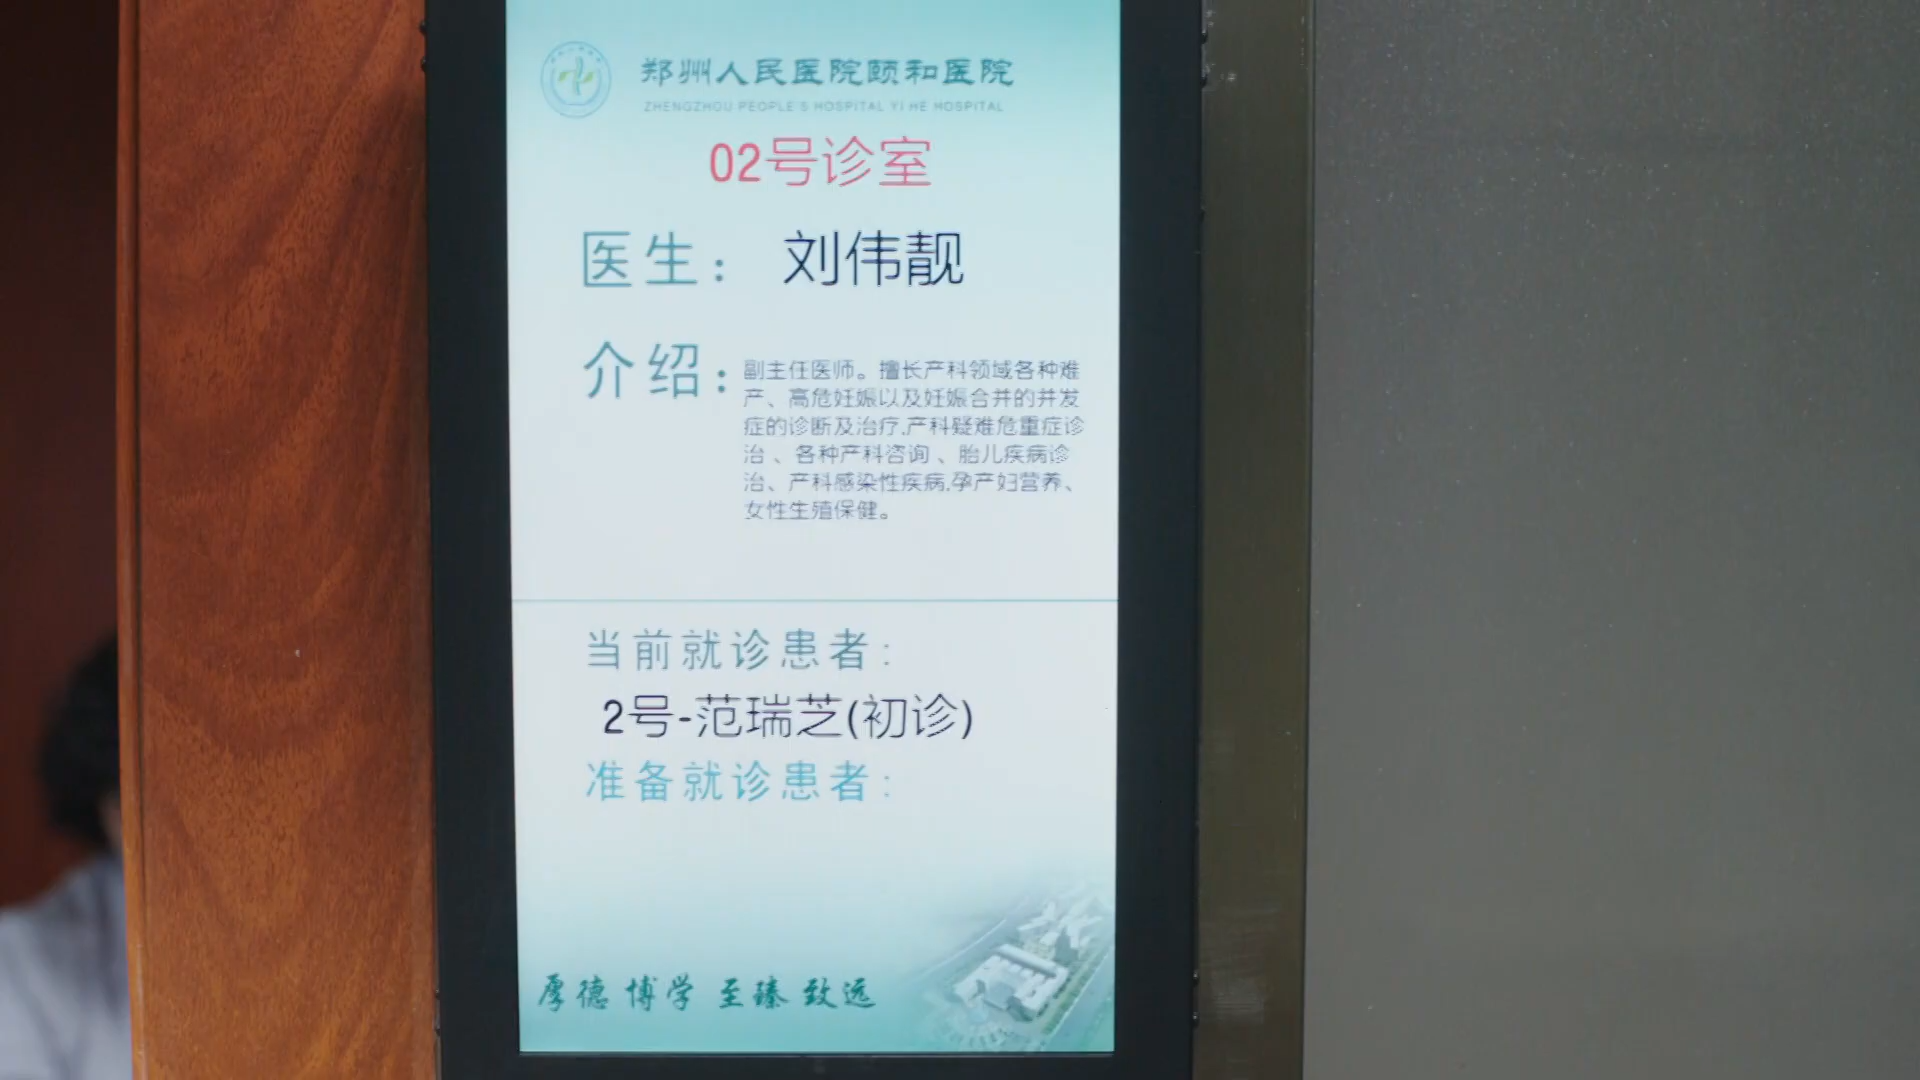 郑州人民医院颐和医院
ZHENGZHOU PEOPLE'S HOSPITAL YI HE HOSPITAL
02号诊室
医生： 刘伟靓
介绍：
副主任医师。擅长产科领域各种难
产、高危妊娠以及妊娠合并的并发
症的诊断及治疗,产科疑难危重症诊
治 、各种产科咨询 、胎儿疾病诊
治、产科感染性疾病,孕产妇营养、
女性生殖保健。
当前就诊患者：
2号-范瑞芝(初诊)
准备就诊患者：
厚德 博学 至臻 致远